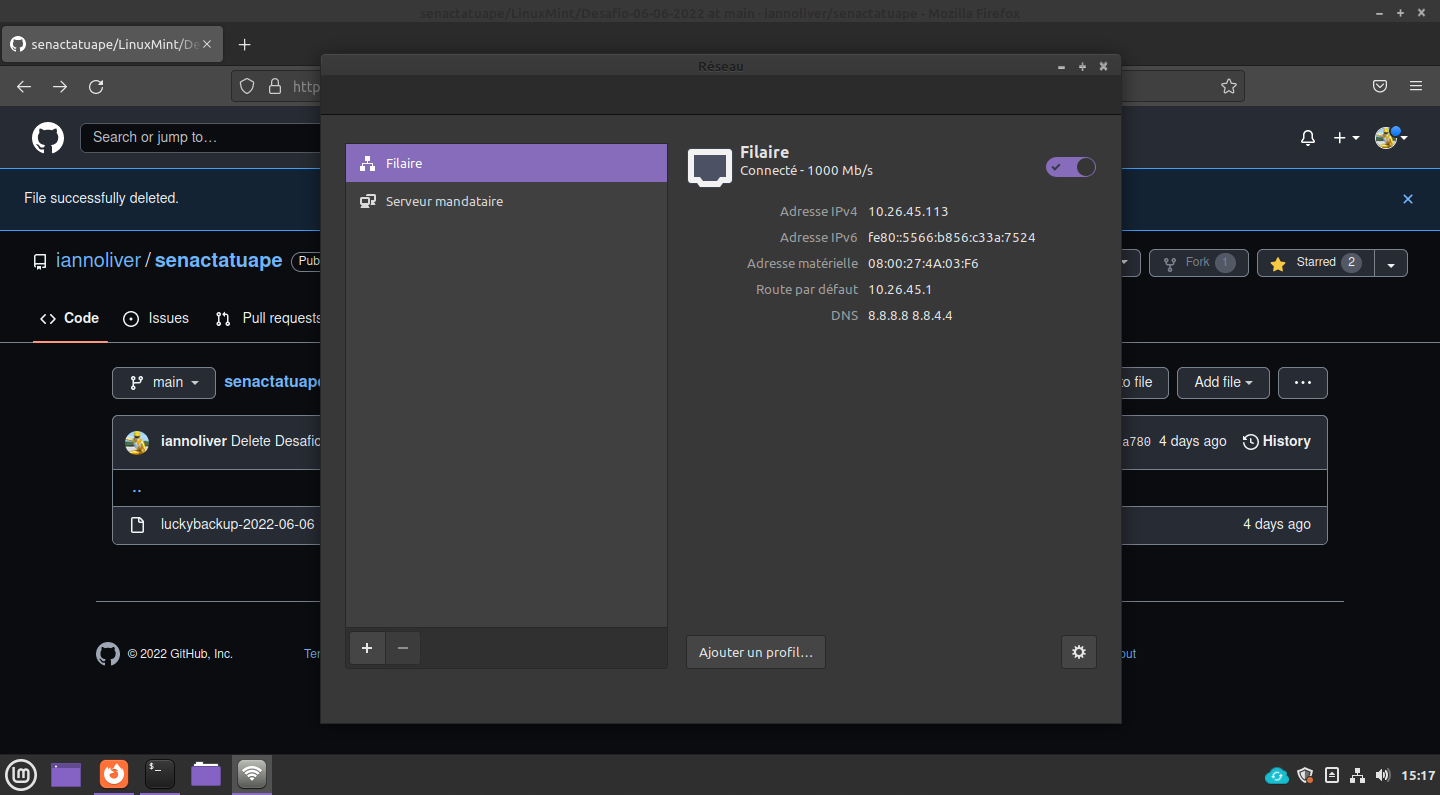 senactatuape/LinuxMint/Desafio-06-06-2022 at main · iannoliver/senactatuape - Mozilla Firefox
senactatuape/LinuxMint/De
Réseau
http
Search or jump to…
File successfully deleted.
iannoliver / senactatuape Pub
Fork 1
Starred 2
Code
Issues
Pull requests
main
senactatuape
to file
Add file
iannoliver Delete Desafio
a780 4 days ago
History
..
luckybackup-2022-06-06
4 days ago
© 2022 GitHub, Inc.
Ter
out
Filaire
Serveur mandataire
Filaire
Connecté - 1000 Mb/s
Adresse IPv4 10.26.45.113
Adresse IPv6 fe80::5566:b856:c33a:7524
Adresse matérielle 08:00:27:4A:03:F6
Route par défaut 10.26.45.1
DNS 8.8.8.8 8.8.4.4
Ajouter un profil…
15:17